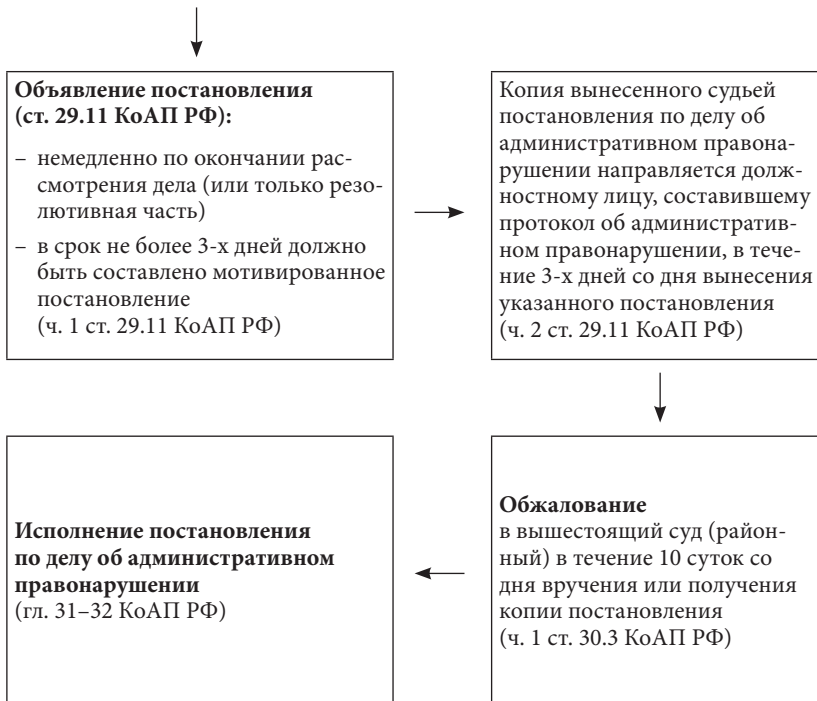 Объявление постановления
(ст. 29.11 КоАП РФ):
– немедленно по окончании рас-
смотрения дела (или только резо-
лютивная часть)
– в срок не более 3-х дней должно
быть составлено мотивированное
постановление
(ч. 1 ст. 29.11 КоАП РФ)
Копия вынесенного судьей
постановления по делу об
административном правона-
рушении направляется долж-
ностному лицу, составившему
протокол об административ-
ном правонарушении, в тече-
ние 3-х дней со дня вынесения
указанного постановления
(ч. 2 ст. 29.11 КоАП РФ)
Обжалование
в вышестоящий суд (район-
ный) в течение 10 суток со
дня вручения или получения
копии постановления
(ч. 1 ст. 30.3 КоАП РФ)
Исполнение постановления
по делу об административном
правонарушении
(гл. 31–32 КоАП РФ)